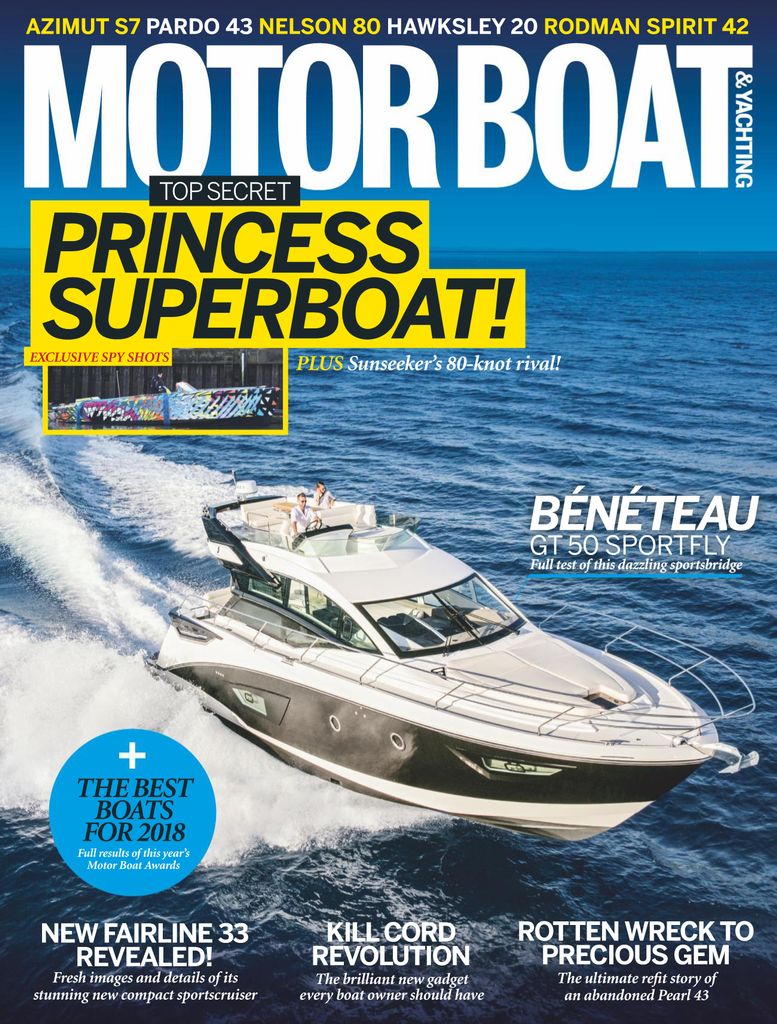 AZIMUT S7 PARDO 43 NELSON 80 HAWKSLEY 20 RODMAN SPIRIT 42
MOTOR BOAT
& YACHTING
TOP SECRET
PRINCESS
SUPERBOAT!
EXCLUSIVE SPY SHOTS
PLUS Sunseeker's 80-knot rival!
BÉNÉTEAU
GT 50 SPORTFLY
Full test of this dazzling sportsbridge
+
THE BEST
BOATS
FOR 2018
Full results of this year's
Motor Boat Awards
NEW FAIRLINE 33
REVEALED!
Fresh images and details of its
stunning new compact sportscruiser
KILL CORD
REVOLUTION
The brilliant new gadget
every boat owner should have
ROTTEN WRECK TO
PRECIOUS GEM
The ultimate refit story of
an abandoned Pearl 43